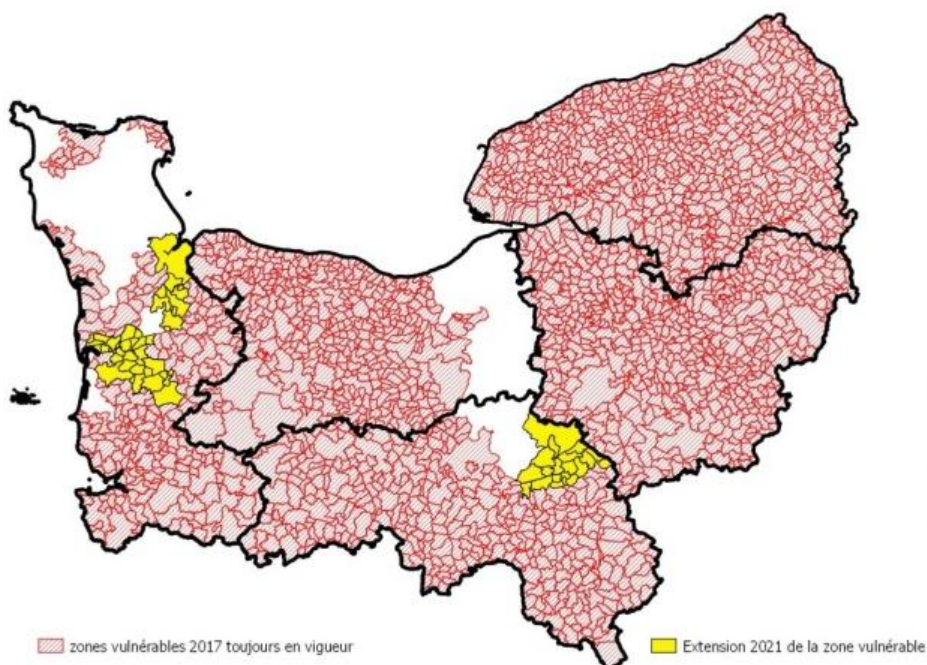 zones vulnérables 2017 toujours en vigueur
Extension 2021 de la zone vulnérable